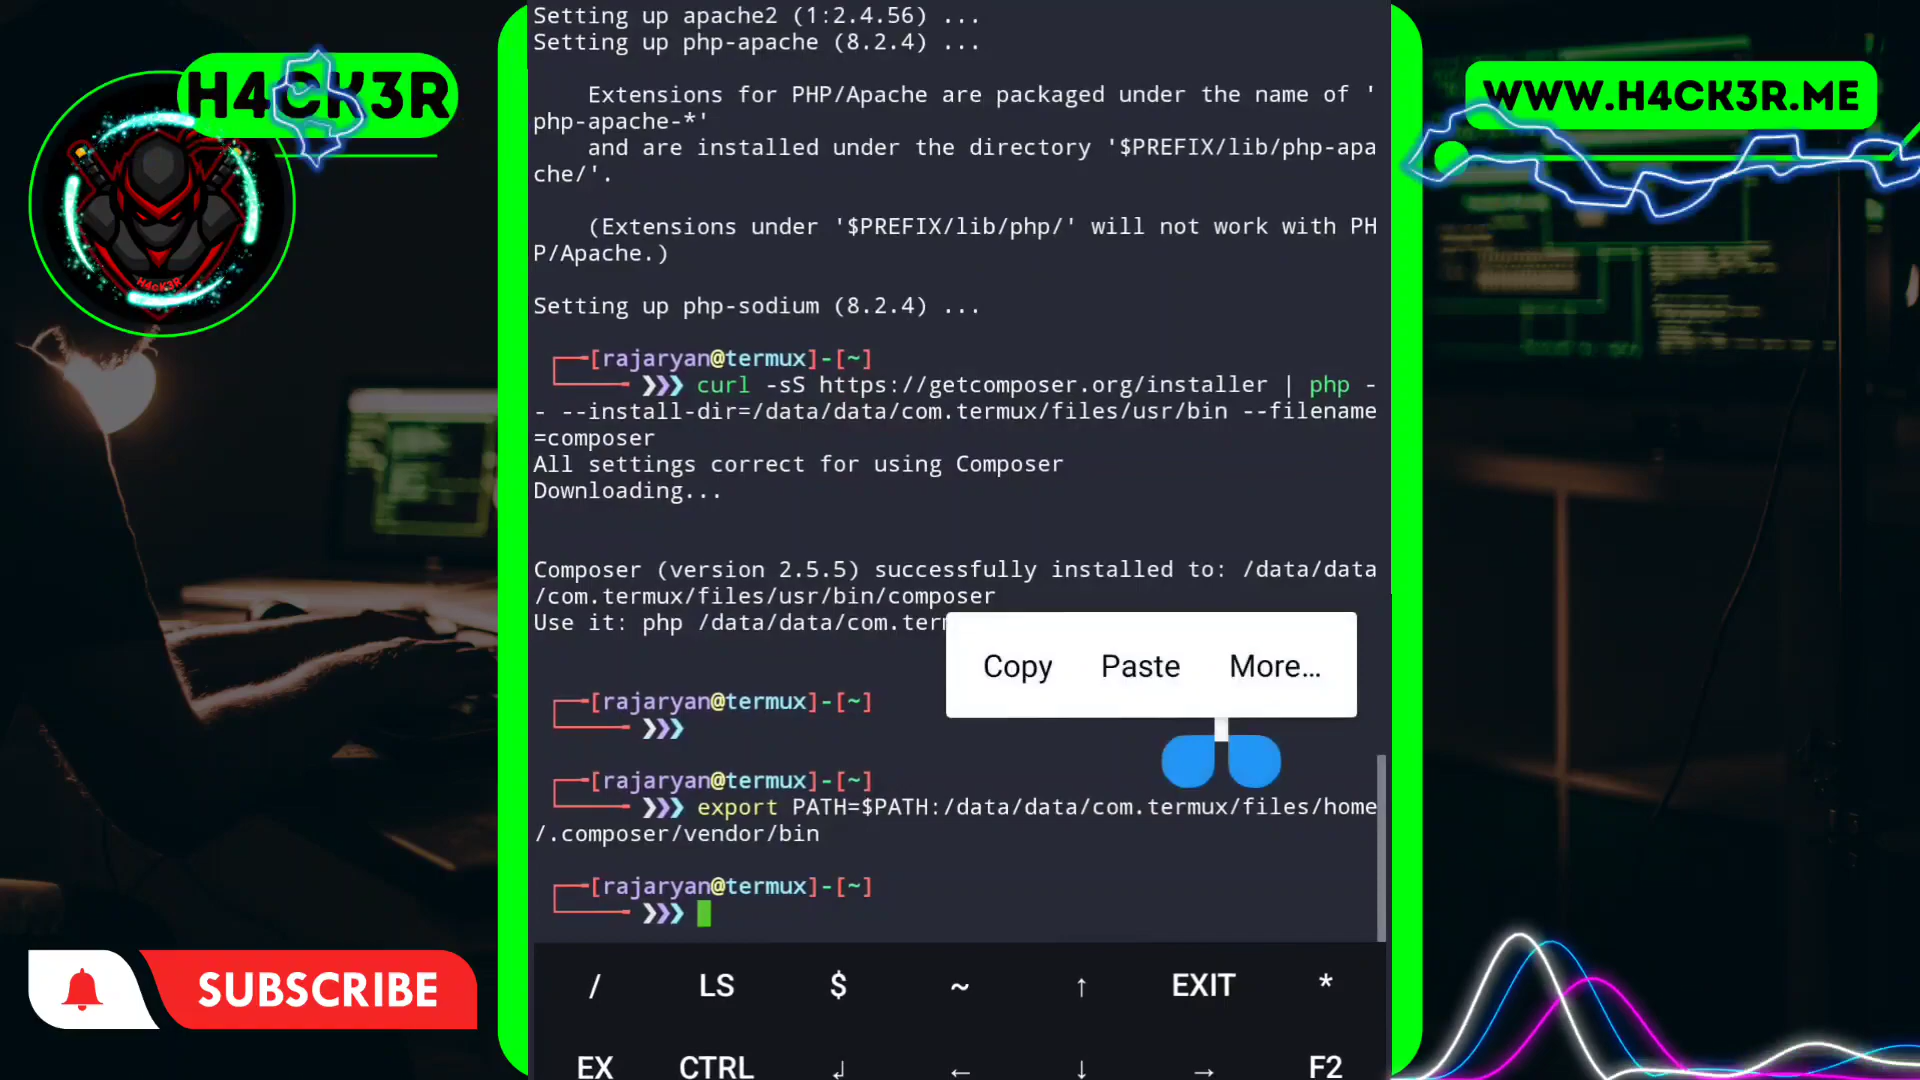 Setting up apache2 (1:2.4.56) ...
Setting up php-apache (8.2.4) ...
Extensions for PHP/Apache are packaged under the name of '
php-apache-*'
and are installed under the directory '$PREFIX/lib/php-apa
che/'.
(Extensions under '$PREFIX/lib/php/' will not work with PH
P/Apache.)
Setting up php-sodium (8.2.4) ...
[rajaryan@termux]-[~]
❯❯❯ curl -sS https://getcomposer.org/installer | php -
- --install-dir=/data/data/com.termux/files/usr/bin --filename
=composer
All settings correct for using Composer
Downloading...
Composer (version 2.5.5) successfully installed to: /data/data
/com.termux/files/usr/bin/composer
Use it: php /data/data/com.ter
Copy Paste More...
[rajaryan@termux]-[~]
❯❯❯
[rajaryan@termux]-[~]
❯❯❯ export PATH=$PATH:/data/data/com.termux/files/home
/.composer/vendor/bin
[rajaryan@termux]-[~]
❯❯❯
/ LS $ ~ ↑ EXIT *
EX CTRL ↲ ← ↓ → F2
H4CK3R
H4CK3R
WWW.H4CK3R.ME
SUBSCRIBE